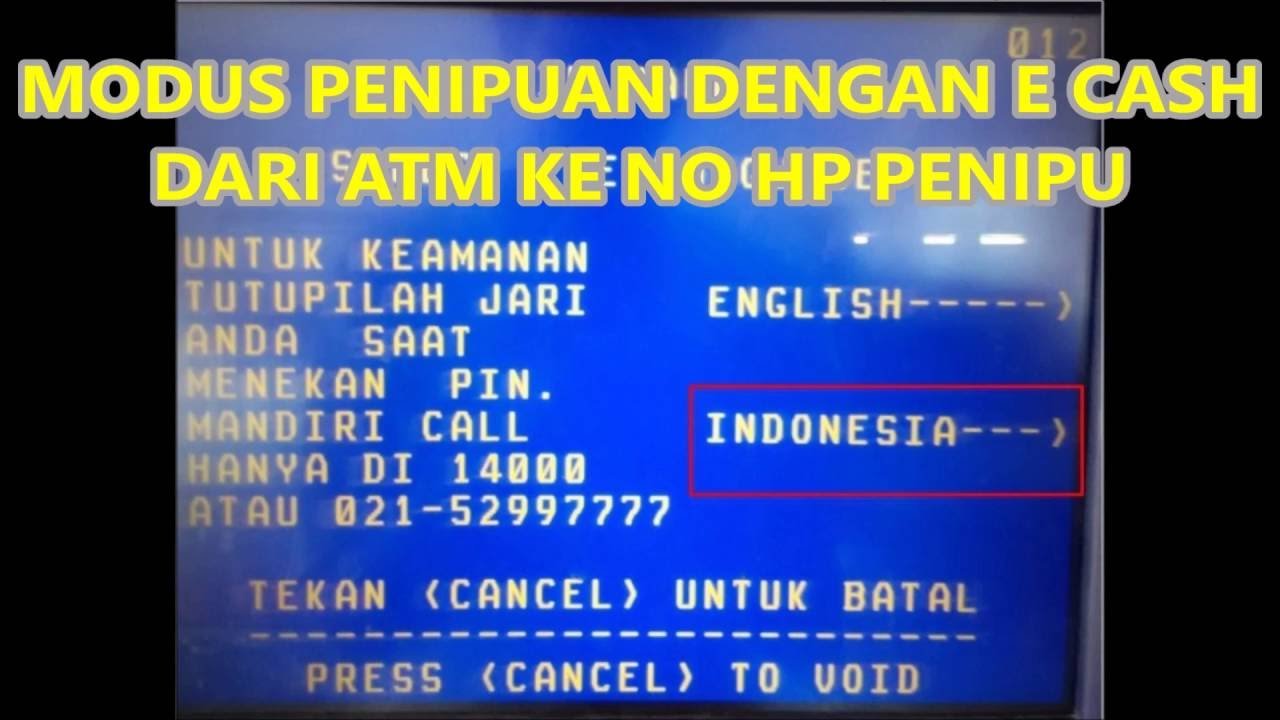 012
MODUS PENIPUAN DENGAN E CASH
DARI ATM KE NO HP PENIPU
UNTUK KEAMANAN
TUTUPILAH JARI
ANDA SAAT
MENEKAN PIN.
MANDIRI CALL
HANYA DI 14000
ATAU 021-52997777
ENGLISH-----⟩
INDONESIA---⟩
TEKAN ⟨CANCEL⟩ UNTUK BATAL
--------------------------
PRESS ⟨CANCEL⟩ TO VOID